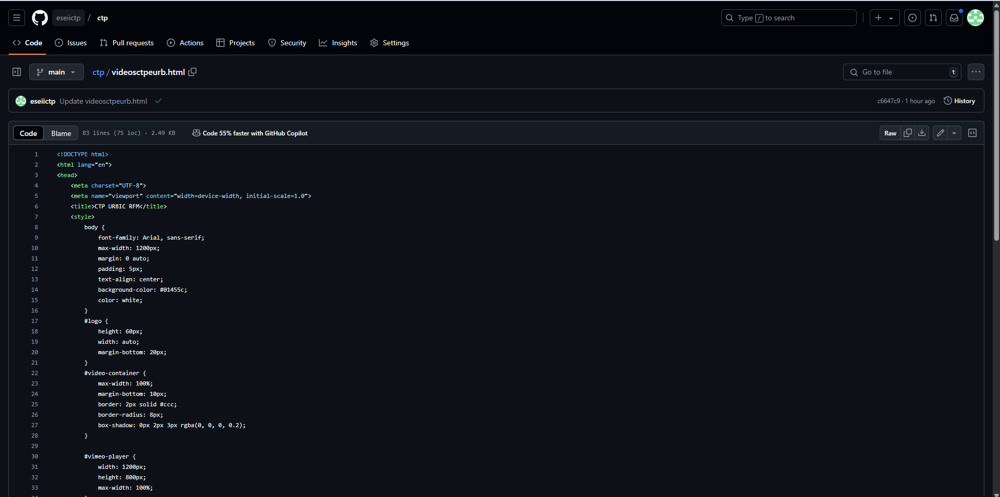 eseiictp / ctp
Type / to search
Code Issues Pull requests Actions Projects Security Insights Settings
main ctp / videosctpeurb.html
Go to file t
eseiictp Update videosctpeurb.html
c6647c9 · 1 hour ago History
Code Blame 83 lines (75 loc) · 2.49 KB Code 55% faster with GitHub Copilot Raw
1 <!DOCTYPE html>
2 <html lang="en">
3 <head>
4 <meta charset="UTF-8">
5 <meta name="viewport" content="width=device-width, initial-scale=1.0">
6 <title>CTP URBIC RFM</title>
7 <style>
8 body {
9 font-family: Arial, sans-serif;
10 max-width: 1200px;
11 margin: 0 auto;
12 padding: 5px;
13 text-align: center;
14 background-color: #01455c;
15 color: white;
16 }
17 #logo {
18 height: 60px;
19 width: auto;
20 margin-bottom: 20px;
21 }
22 #video-container {
23 max-width: 100%;
24 margin-bottom: 10px;
25 border: 2px solid #ccc;
26 border-radius: 8px;
27 box-shadow: 0px 2px 3px rgba(0, 0, 0, 0.2);
28 }
29
30 #vimeo-player {
31 width: 1200px;
32 height: 800px;
33 max-width: 100%;